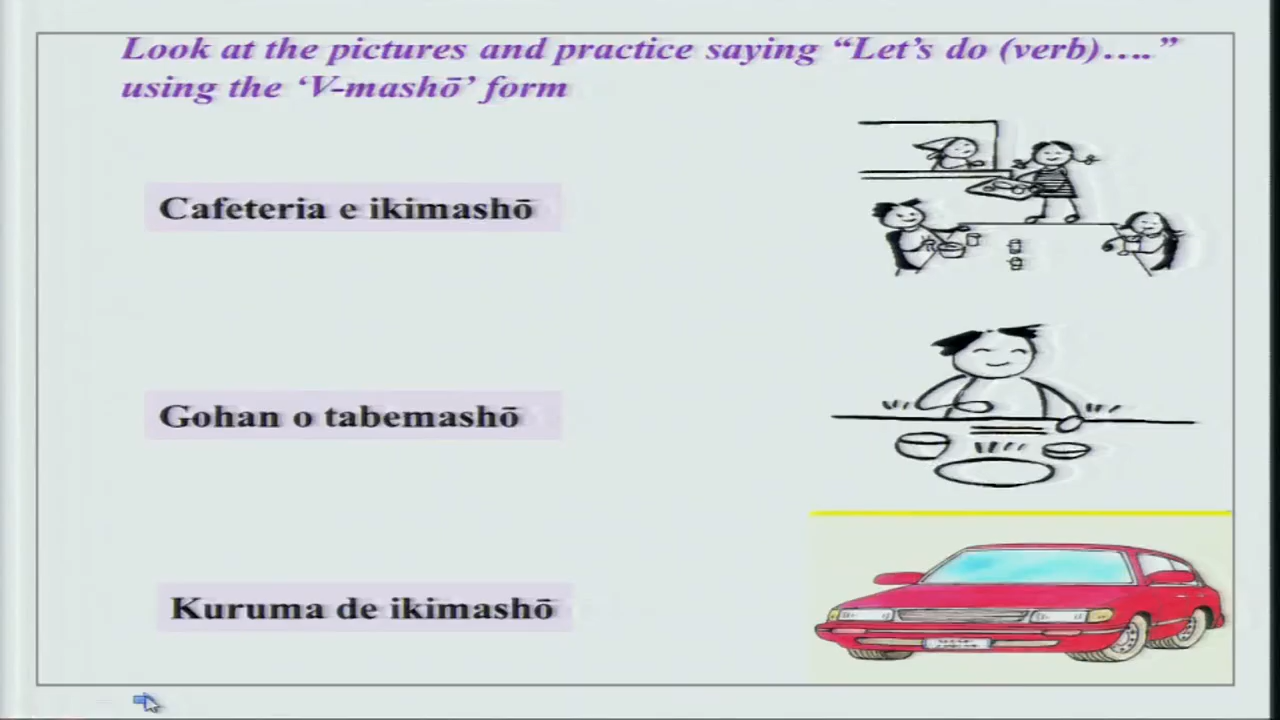 Look at the pictures and practice saying “Let’s do (verb)….”
using the ‘V-mashō’ form
Cafeteria e ikimashō
Gohan o tabemashō
Kuruma de ikimashō